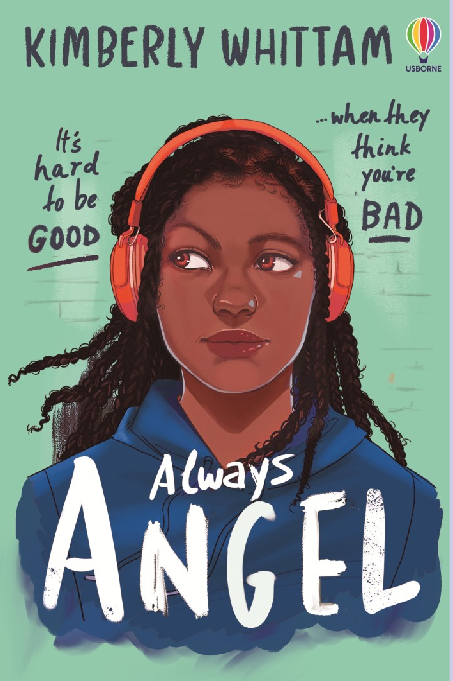 KIMBERLY WHITTAM
USBORNE
It's
hard
to be
GOOD
...when they
think
you're
BAD
Always
ANGEL